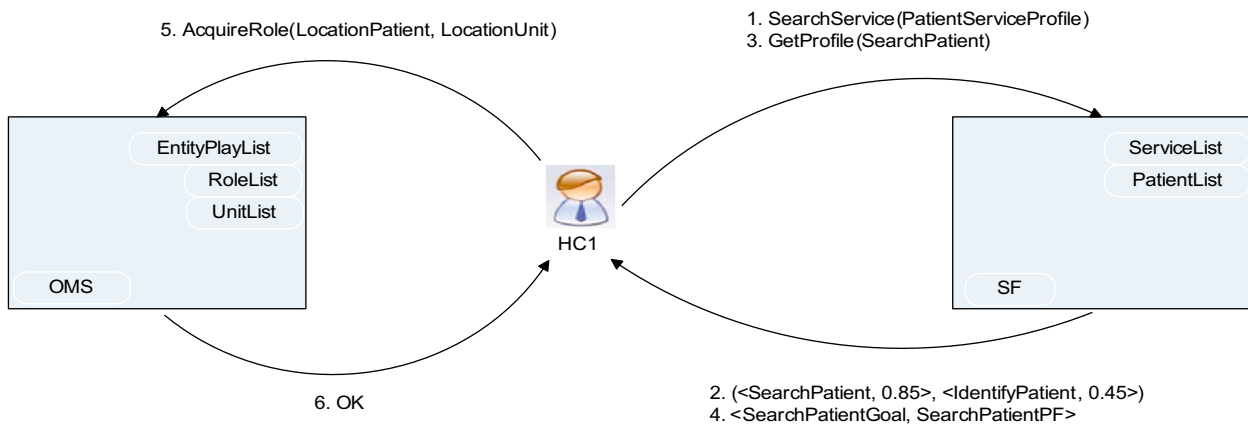 5. AcquireRole(LocationPatient, LocationUnit)
1. SearchService(PatientServiceProfile)
3. GetProfile(SearchPatient)
EntityPlayList
RoleList
UnitList
OMS
HC1
ServiceList
PatientList
SF
6. OK
2. (<SearchPatient, 0.85>, <IdentifyPatient, 0.45>)
4. <SearchPatientGoal, SearchPatientPF>